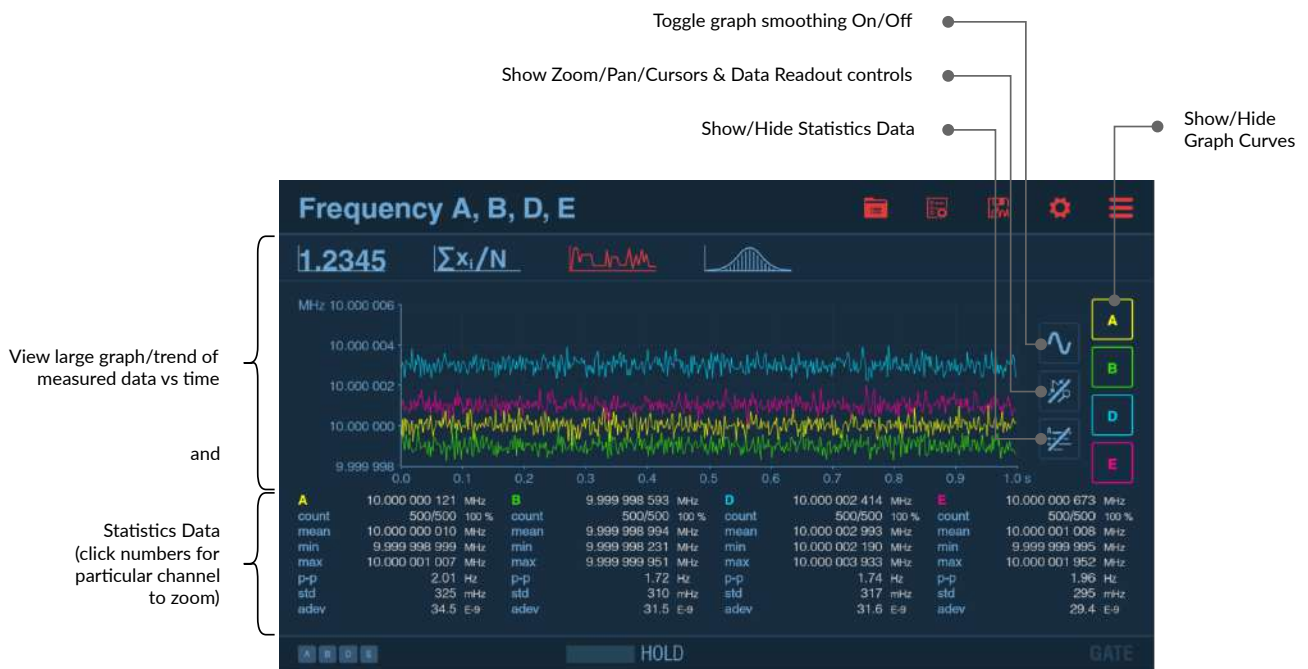 Toggle graph smoothing On/Off
Show Zoom/Pan/Cursors & Data Readout controls
Show/Hide Statistics Data
Show/Hide
Graph Curves
Frequency A, B, D, E
1.2345
∑xᵢ/N
View large graph/trend of
measured data vs time
and
Statistics Data
(click numbers for
particular channel
to zoom)
MHz 10.000 006
10.000 004
10.000 002
10.000 000
9.999 998
0.0 0.1 0.2 0.3 0.4 0.5 0.6 0.7 0.8 0.9 1.0 s
A
B
D
E
A 10.000 000 121 MHz B 9.999 998 593 MHz D 10.000 002 414 MHz E 10.000 000 673 MHz
count 500/500 100 % count 500/500 100 % count 500/500 100 % count 500/500 100 %
mean 10.000 000 010 MHz mean 9.999 998 994 MHz mean 10.000 002 993 MHz mean 10.000 001 008 MHz
min 9.999 998 999 MHz min 9.999 998 231 MHz min 10.000 002 190 MHz min 9.999 999 995 MHz
max 10.000 001 007 MHz max 9.999 999 951 MHz max 10.000 003 933 MHz max 10.000 001 952 MHz
p-p 2.01 Hz p-p 1.72 Hz p-p 1.74 Hz p-p 1.96 Hz
std 325 mHz std 310 mHz std 317 mHz std 295 mHz
adev 34.5 E-9 adev 31.5 E-9 adev 31.6 E-9 adev 29.4 E-9
A B D E HOLD GATE